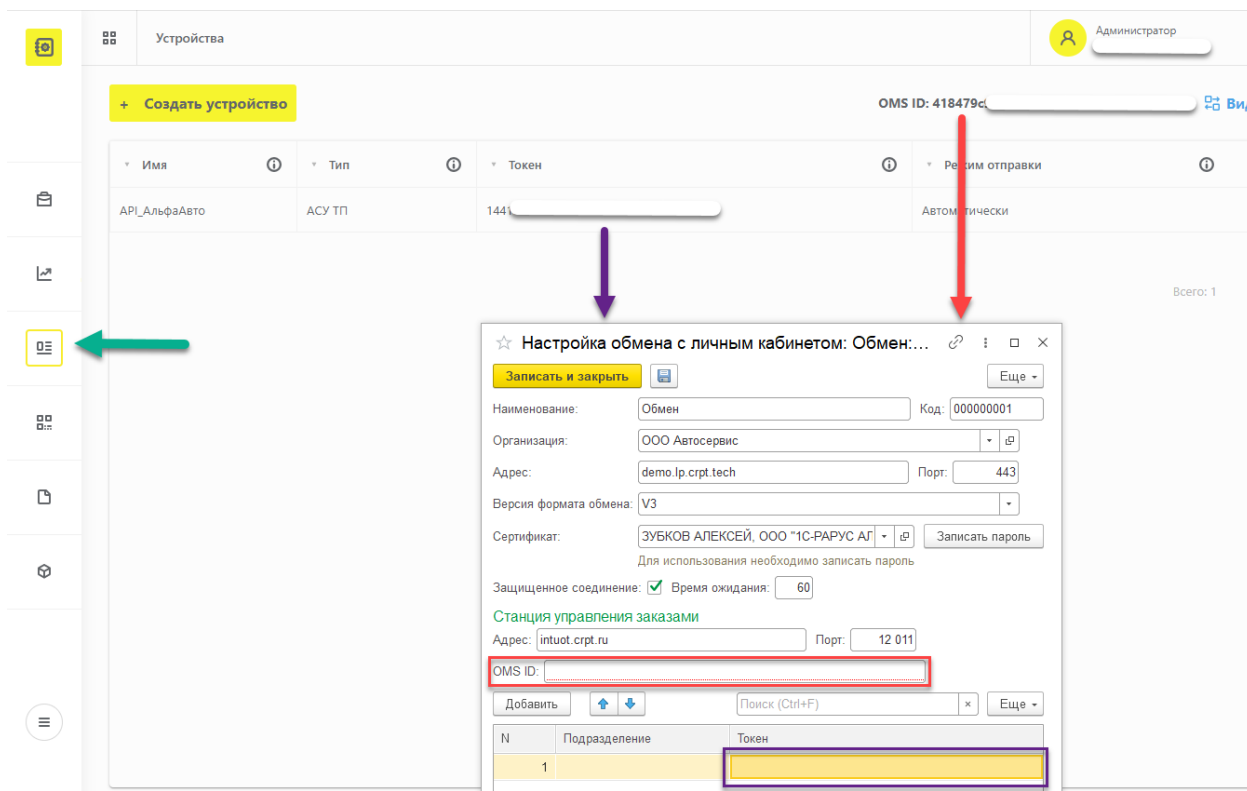 Устройства
Администратор
+ Создать устройство
OMS ID: 418479c
Имя Тип Токен Режим отправки
API_АльфаАвто АСУ ТП 1441 Автоматически
Всего: 1
Настройка обмена с личным кабинетом: Обмен:...
Записать и закрыть Еще
Наименование: Обмен Код: 000000001
Организация: ООО Автосервис
Адрес: demo.lp.crpt.tech Порт: 443
Версия формата обмена: V3
Сертификат: ЗУБКОВ АЛЕКСЕЙ, ООО "1С-РАРУС АЛ Записать пароль
Для использования необходимо записать пароль
Защищенное соединение: Время ожидания: 60
Станция управления заказами
Адрес: intuot.crpt.ru Порт: 12 011
OMS ID:
Добавить Поиск (Ctrl+F) × Еще
N Подразделение Токен
1